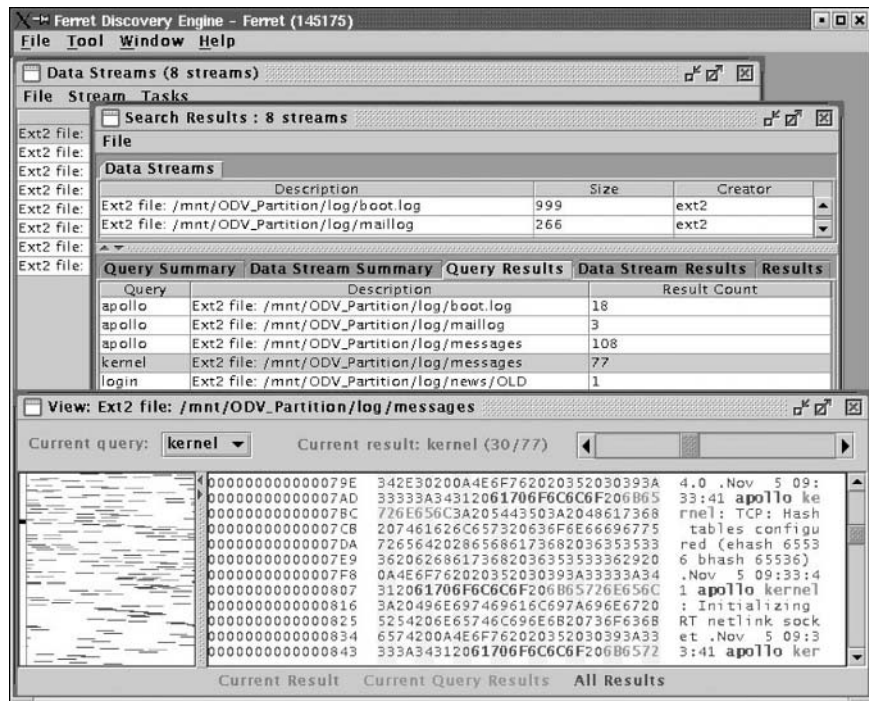 Ferret Discovery Engine - Ferret (145175)
File Tool Window Help
Data Streams (8 streams)
File Stream Tasks
Search Results : 8 streams
File
Data Streams
Description Size Creator
Ext2 file: /mnt/ODV_Partition/log/boot.log 999 ext2
Ext2 file: /mnt/ODV_Partition/log/maillog 266 ext2
Ext2 file:
Ext2 file:
Ext2 file:
Ext2 file:
Ext2 file:
Ext2 file:
Ext2 file:
Ext2 file:
Query Summary Data Stream Summary Query Results Data Stream Results Results
Query Description Result Count
apollo Ext2 file: /mnt/ODV_Partition/log/boot.log 18
apollo Ext2 file: /mnt/ODV_Partition/log/maillog 3
apollo Ext2 file: /mnt/ODV_Partition/log/messages 108
kernel Ext2 file: /mnt/ODV_Partition/log/messages 77
login Ext2 file: /mnt/ODV_Partition/log/news/OLD 1
View: Ext2 file: /mnt/ODV_Partition/log/messages
Current query: kernel Current result: kernel (30/77)
000000000000079E 342E30200A4E6F762020352030393A 4.0 .Nov  5 09:
00000000000007AD 33333A34312061706F6C6C6F206B65 33:41 apollo ke
00000000000007BC 726E656C3A205443503A2048617368 rnel: TCP: Hash
00000000000007CB 207461626C657320636F6E66696775 tables configu
00000000000007DA 726564202865686173682036353533 red (ehash 6553
00000000000007E9 362062686173682036353533362920 6 bhash 65536)
00000000000007F8 0A4E6F762020352030393A33333A34 .Nov  5 09:33:4
0000000000000807 312061706F6C6C6F206B65726E656C 1 apollo kernel
0000000000000816 3A20496E697469616C697A696E6720 : Initializing
0000000000000825 5254206E65746C696E6B20736F636B RT netlink sock
0000000000000834 6574200A4E6F762020352030393A33 et .Nov  5 09:3
0000000000000843 333A34312061706F6C6C6F206B6572 3:41 apollo ker
Current Result Current Query Results All Results